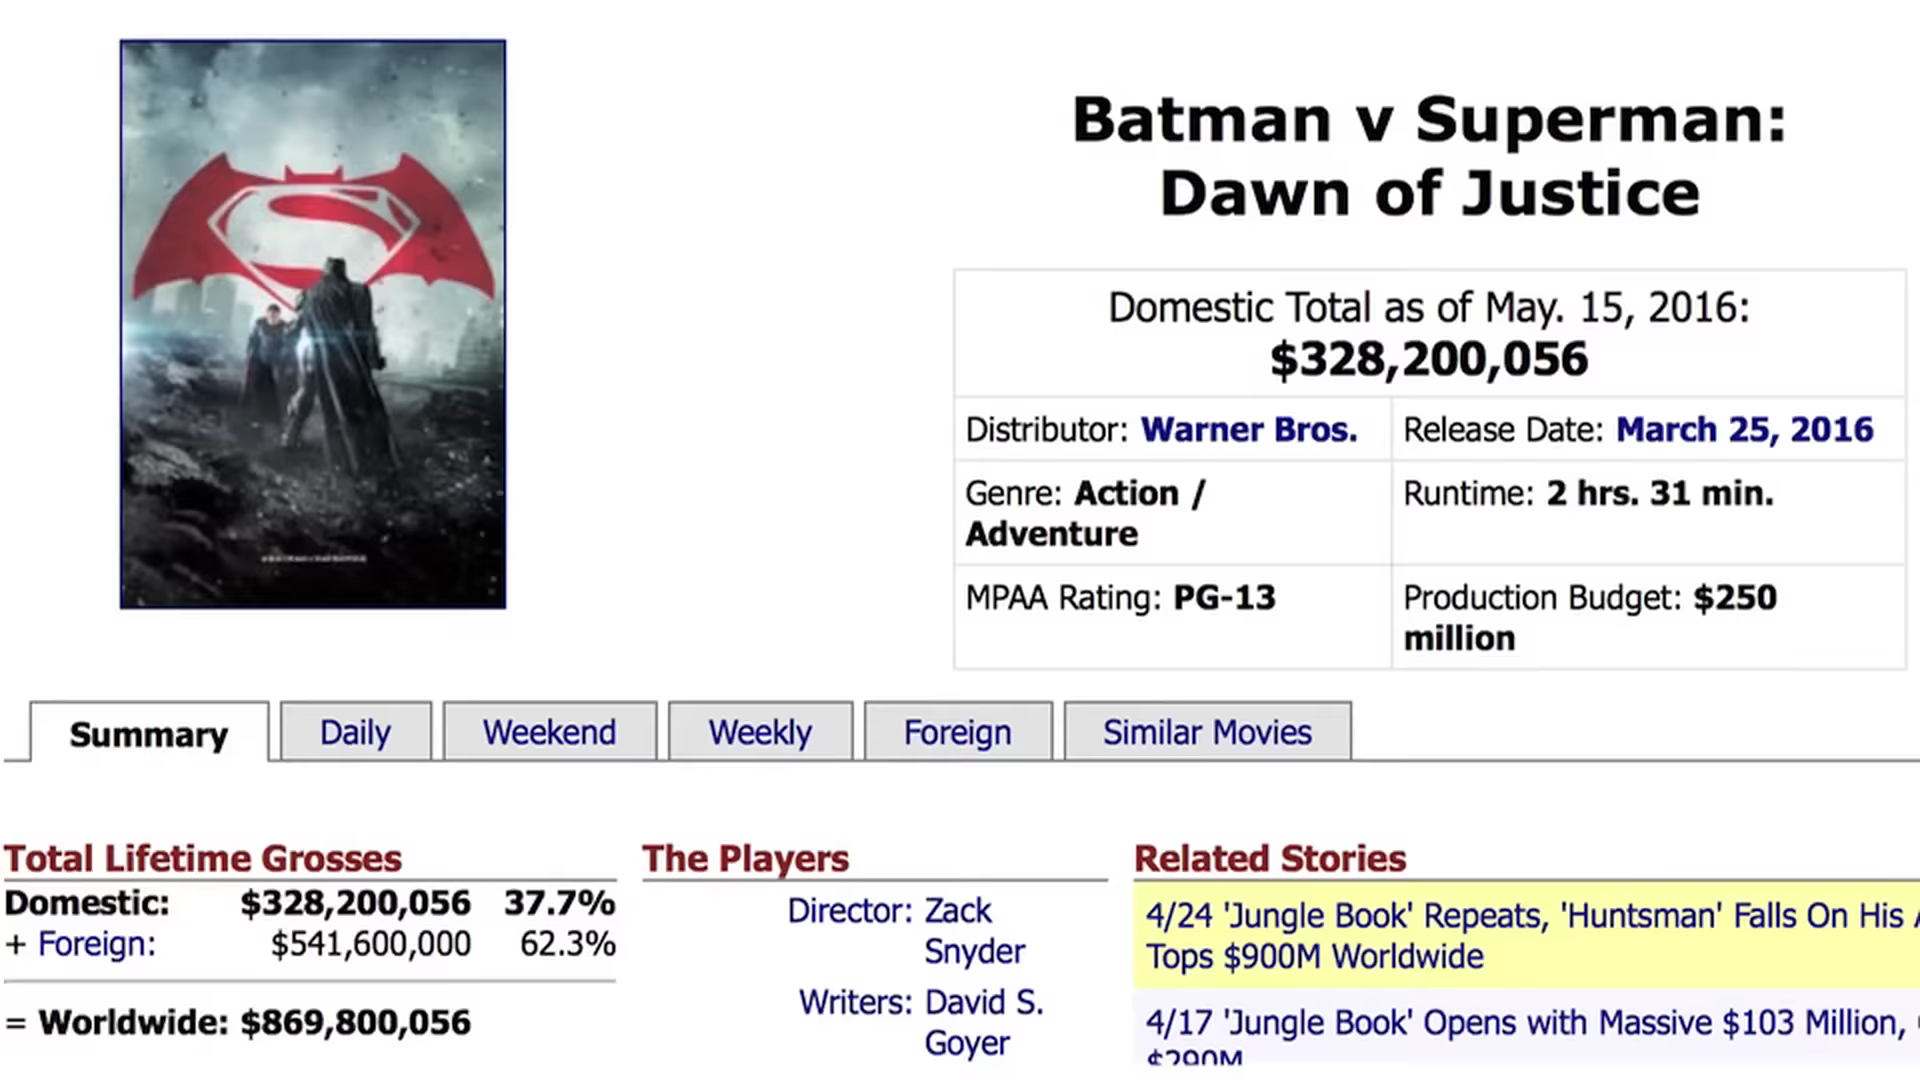 Batman v Superman:
Dawn of Justice
Domestic Total as of May. 15, 2016:
$328,200,056
Distributor: Warner Bros.
Release Date: March 25, 2016
Genre: Action /
Adventure
Runtime: 2 hrs. 31 min.
MPAA Rating: PG-13
Production Budget: $250
million
Summary
Daily
Weekend
Weekly
Foreign
Similar Movies
Total Lifetime Grosses
Domestic: $328,200,056 37.7%
+ Foreign: $541,600,000 62.3%
= Worldwide: $869,800,056
The Players
Director: Zack
Snyder
Writers: David S.
Goyer
Related Stories
4/24 'Jungle Book' Repeats, 'Huntsman' Falls On His
Tops $900M Worldwide
4/17 'Jungle Book' Opens with Massive $103 Million,
$290M